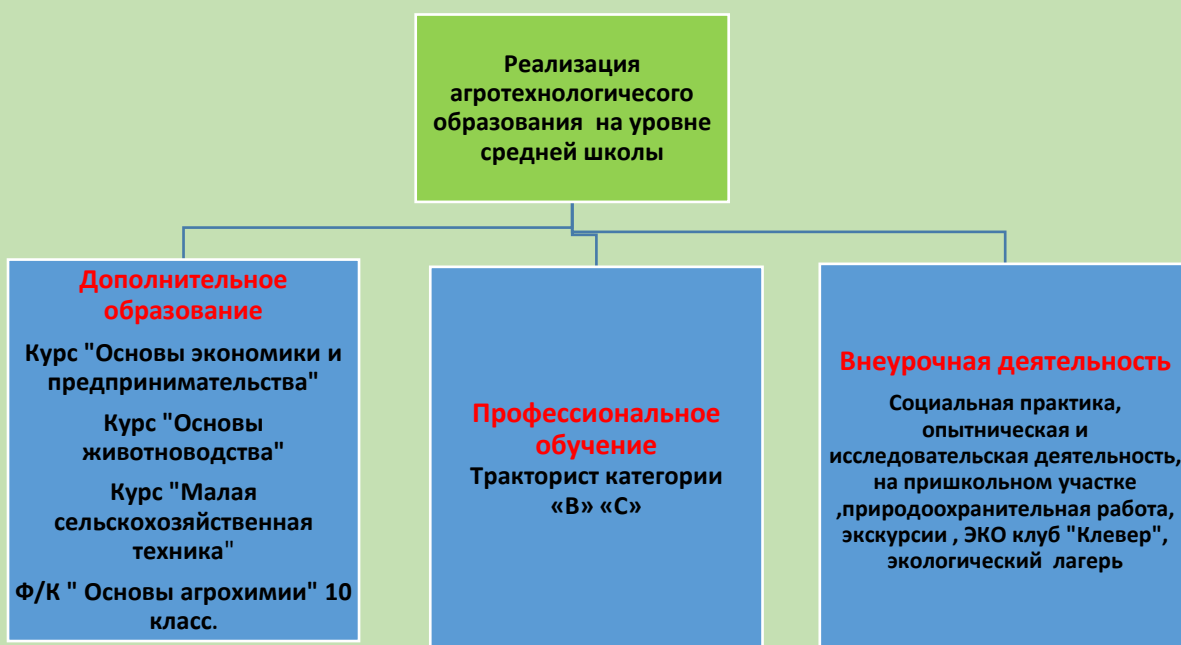 Реализация
агротехнологичесого
образования на уровне
средней школы
Дополнительное
образование
Курс "Основы экономики и
предпринимательства"
Курс "Основы
животноводства"
Курс "Малая
сельскохозяйственная
техника"
Ф/К " Основы агрохимии" 10
класс.
Профессиональное
обучение
Тракторист категории
«В» «С»
Внеурочная деятельность
Социальная практика,
опытническая и
исследовательская деятельность,
на пришкольном участке
,природоохранительная работа,
экскурсии , ЭКО клуб "Клевер",
экологический лагерь